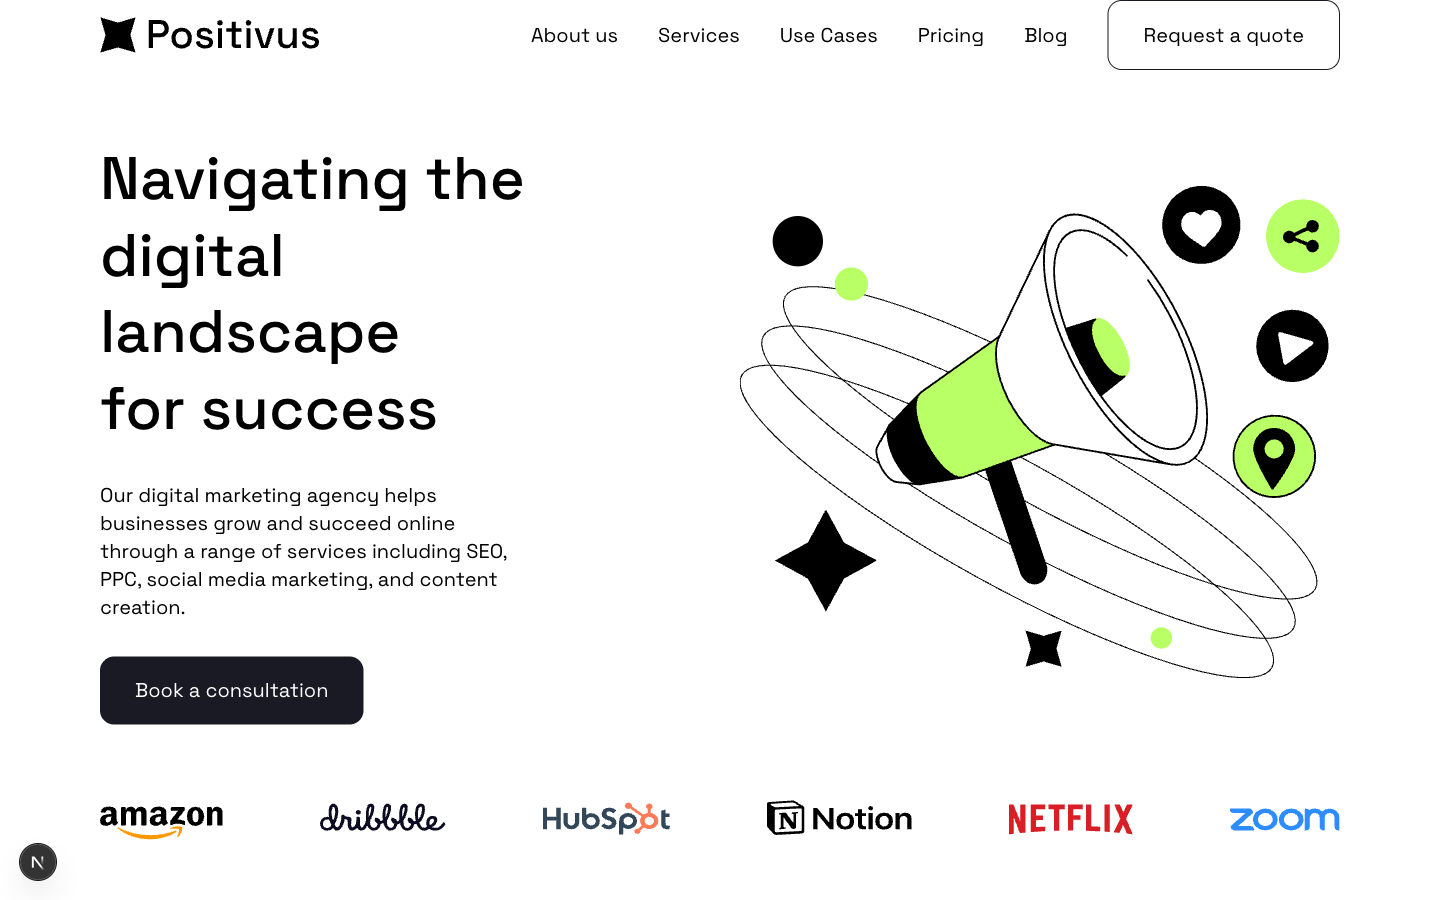 Positivus
About us
Services
Use Cases
Pricing
Blog
Request a quote
Navigating the
digital
landscape
for success
Our digital marketing agency helps
businesses grow and succeed online
through a range of services including SEO,
PPC, social media marketing, and content
creation.
Book a consultation
amazon
dribbble
HubSpot
N Notion
NETFLIX
zoom
N